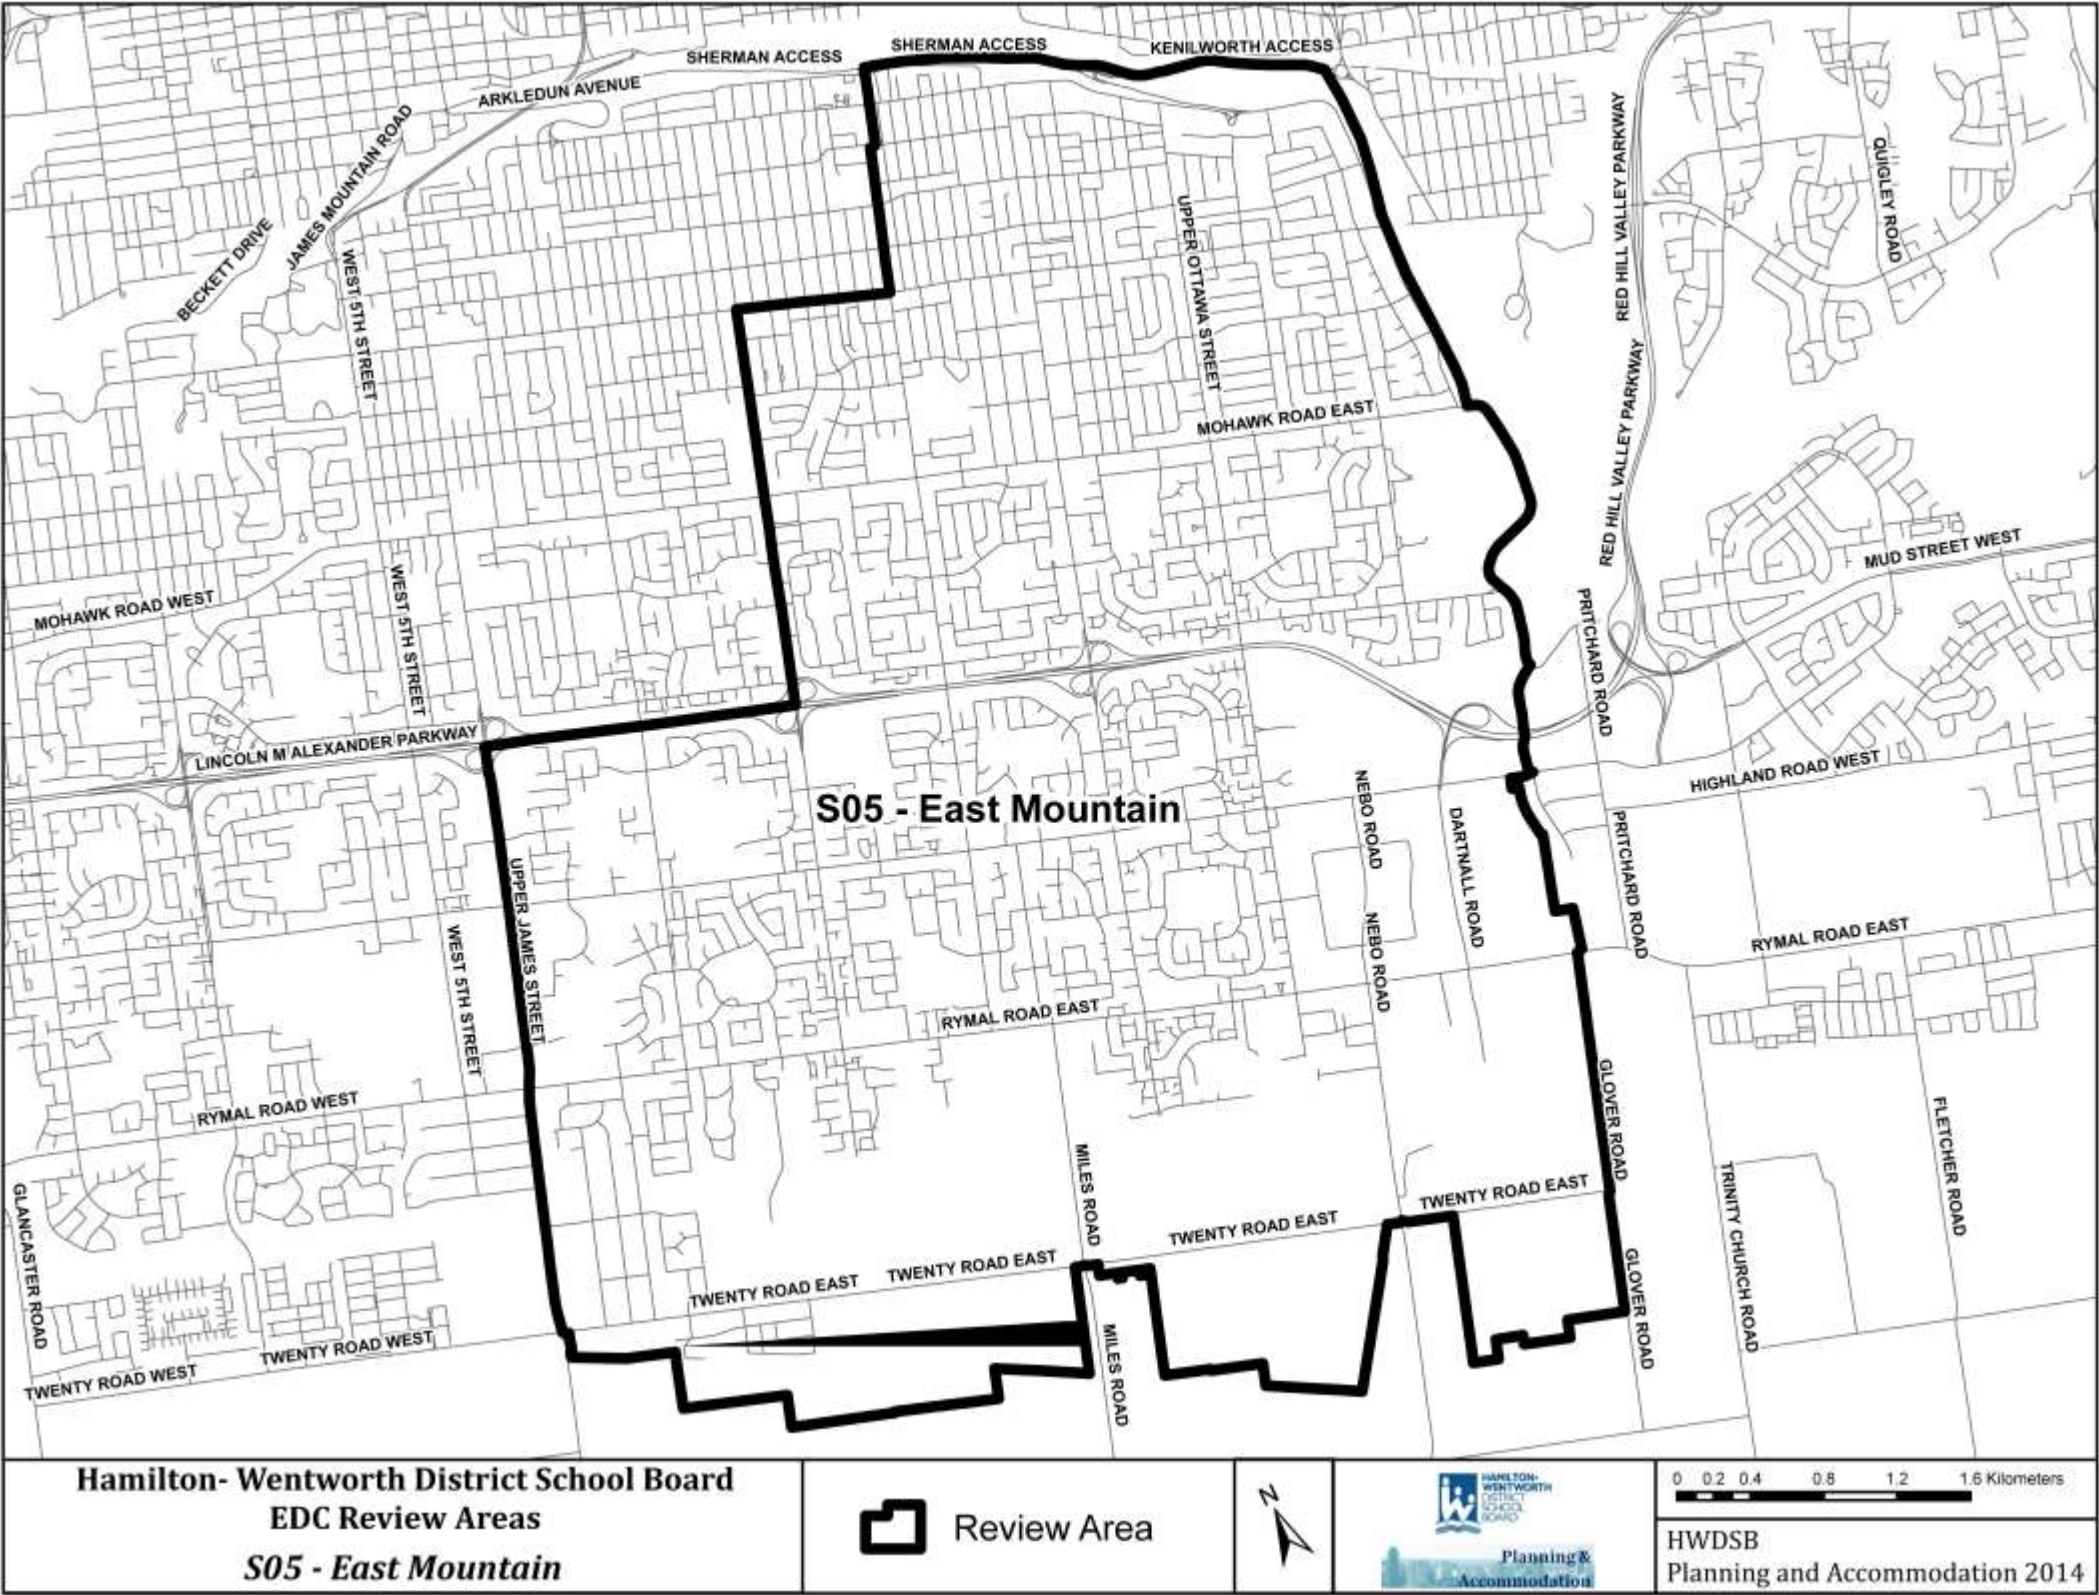 SHERMAN ACCESS
SHERMAN ACCESS
KENILWORTH ACCESS
ARKLEDUN AVENUE
JAMES MOUNTAIN ROAD
BECKETT DRIVE
WEST 5TH STREET
UPPER OTTAWA STREET
RED HILL VALLEY PARKWAY
QUIGLEY ROAD
RED HILL VALLEY PARKWAY
MOHAWK ROAD EAST
MUD STREET WEST
MOHAWK ROAD WEST
WEST 5TH STREET
PRITCHARD ROAD
LINCOLN M ALEXANDER PARKWAY
HIGHLAND ROAD WEST
S05 - East Mountain
NEBO ROAD
DARTNALL ROAD
PRITCHARD ROAD
UPPER JAMES STREET
WEST 5TH STREET
NEBO ROAD
RYMAL ROAD EAST
RYMAL ROAD EAST
RYMAL ROAD WEST
GLOVER ROAD
FLETCHER ROAD
MILES ROAD
TRINITY CHURCH ROAD
GLANCASTER ROAD
TWENTY ROAD EAST
TWENTY ROAD EAST
TWENTY ROAD EAST
TWENTY ROAD EAST
GLOVER ROAD
MILES ROAD
TWENTY ROAD WEST
TWENTY ROAD WEST
Hamilton- Wentworth District School Board
EDC Review Areas
S05 - East Mountain
Review Area
N
HAMILTON-
WENTWORTH
DISTRICT
SCHOOL
BOARD
Planning &
Accommodation
0 0.2 0.4 0.8 1.2 1.6 Kilometers
HWDSB
Planning and Accommodation 2014